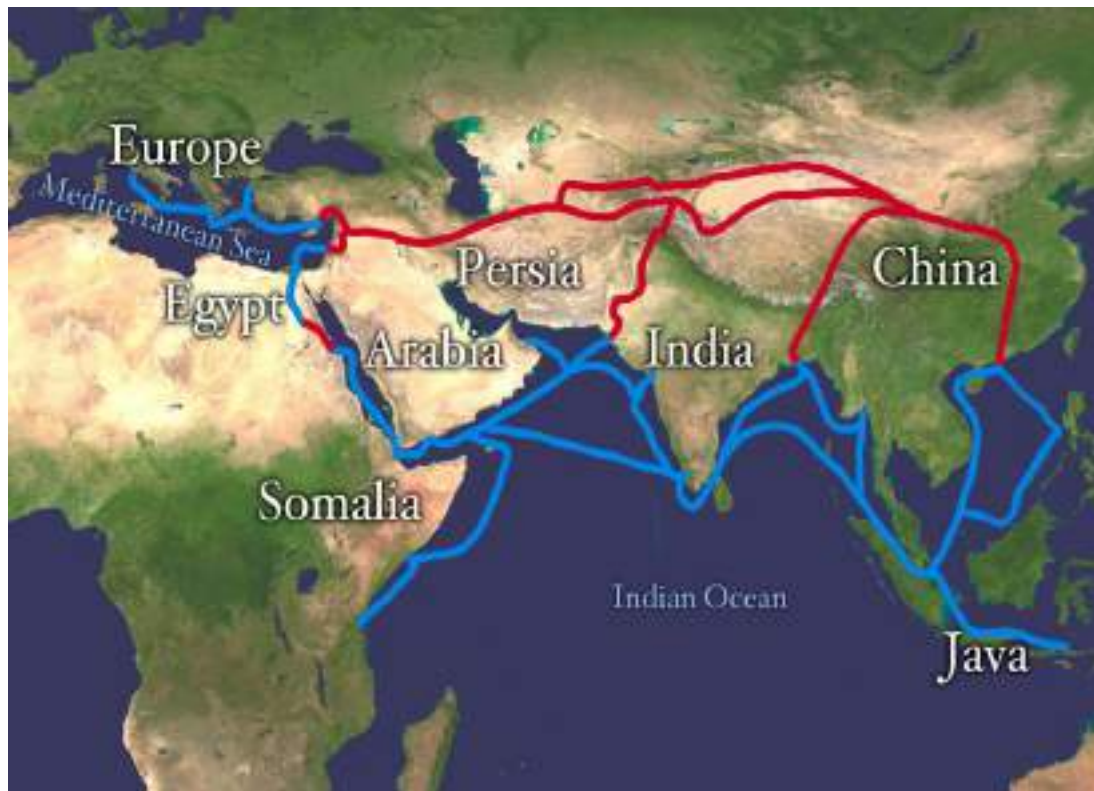 Europe
Mediterranean Sea
Egypt
Persia
China
Arabia
India
Somalia
Indian Ocean
Java